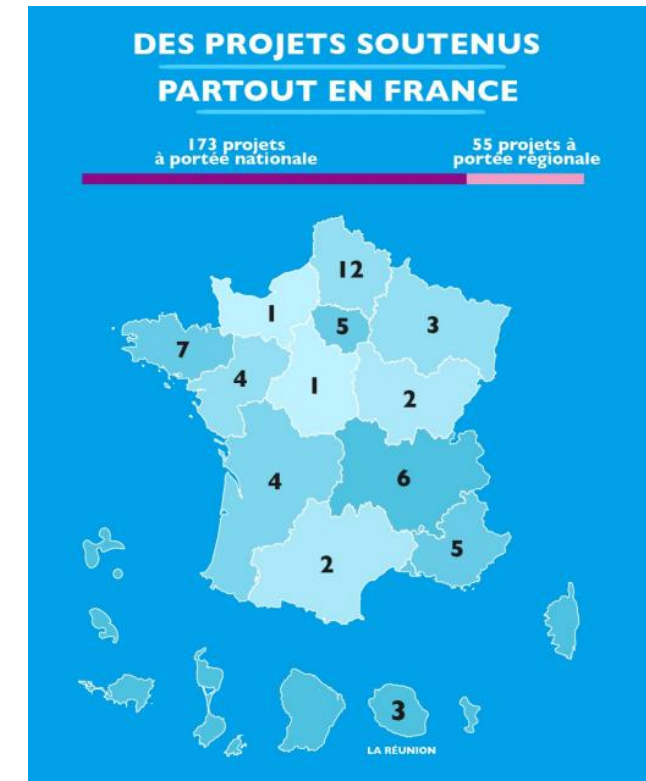 DES PROJETS SOUTENUS
PARTOUT EN FRANCE
173 projets
à portée nationale
55 projets à
portée régionale
12
1
5
3
7
4
1
2
4
6
2
5
3
LA RÉUNION